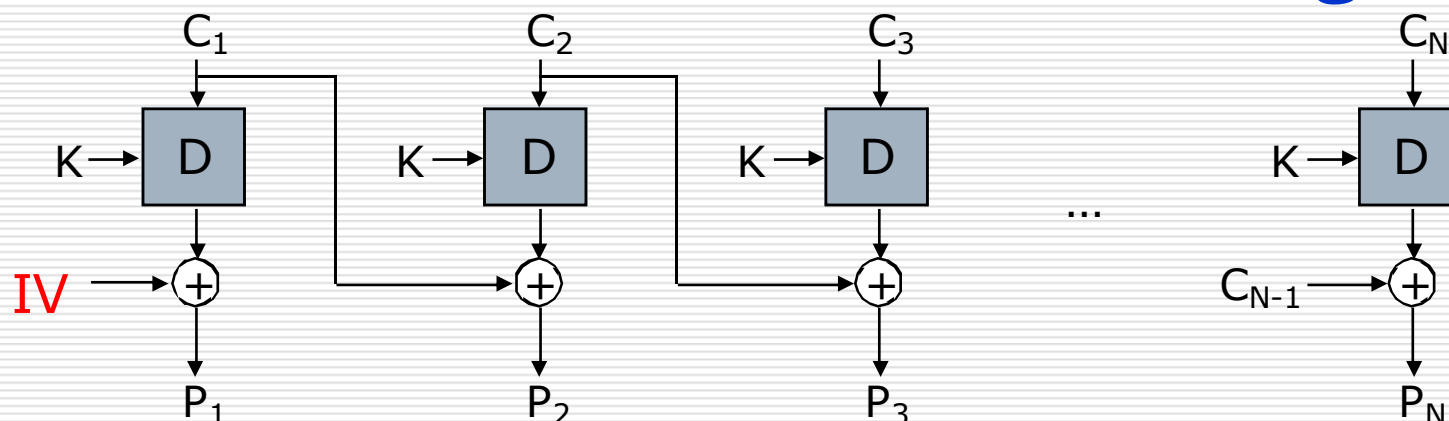 C1 C2 C3 CN
D D D D
K K K K
...
IV + + + CN-1 +
P1 P2 P3 PN